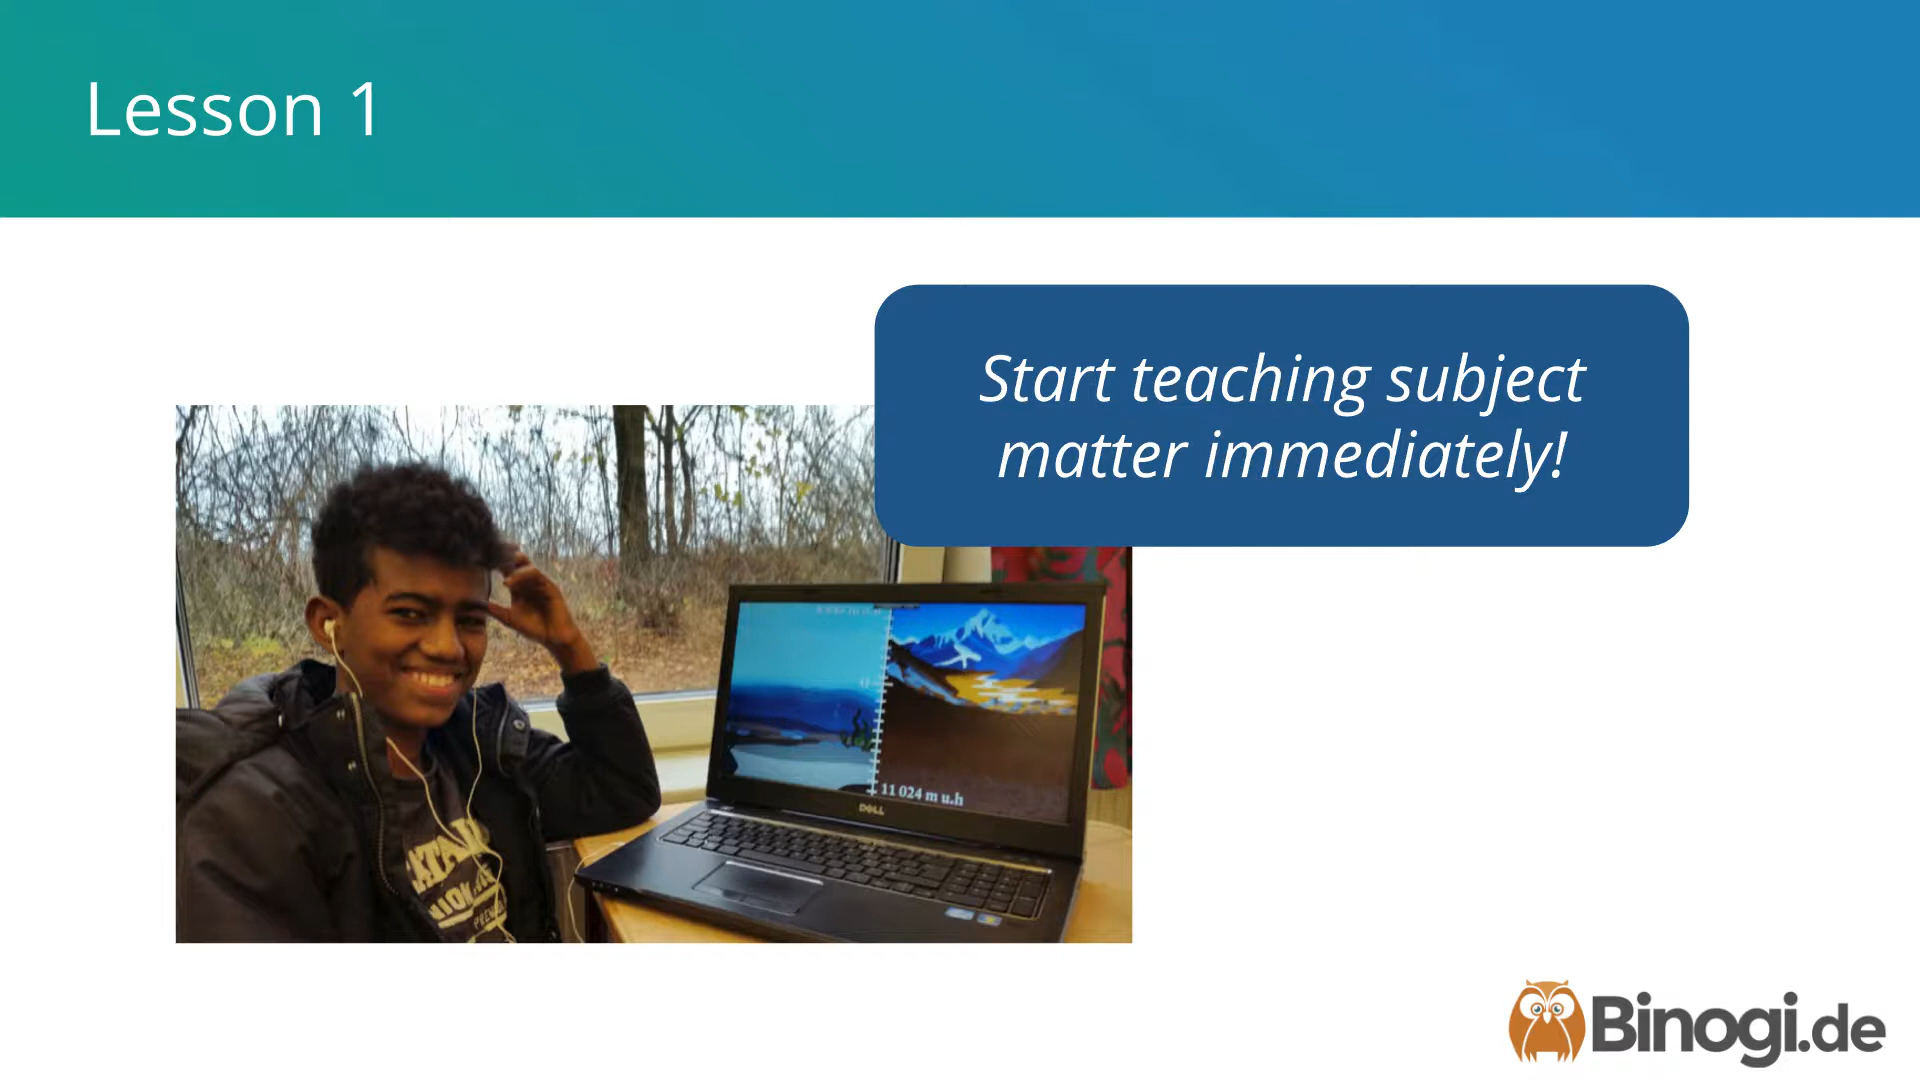 Lesson 1
Start teaching subject
matter immediately!
11 024 m u.h
DELL
Binogi.de